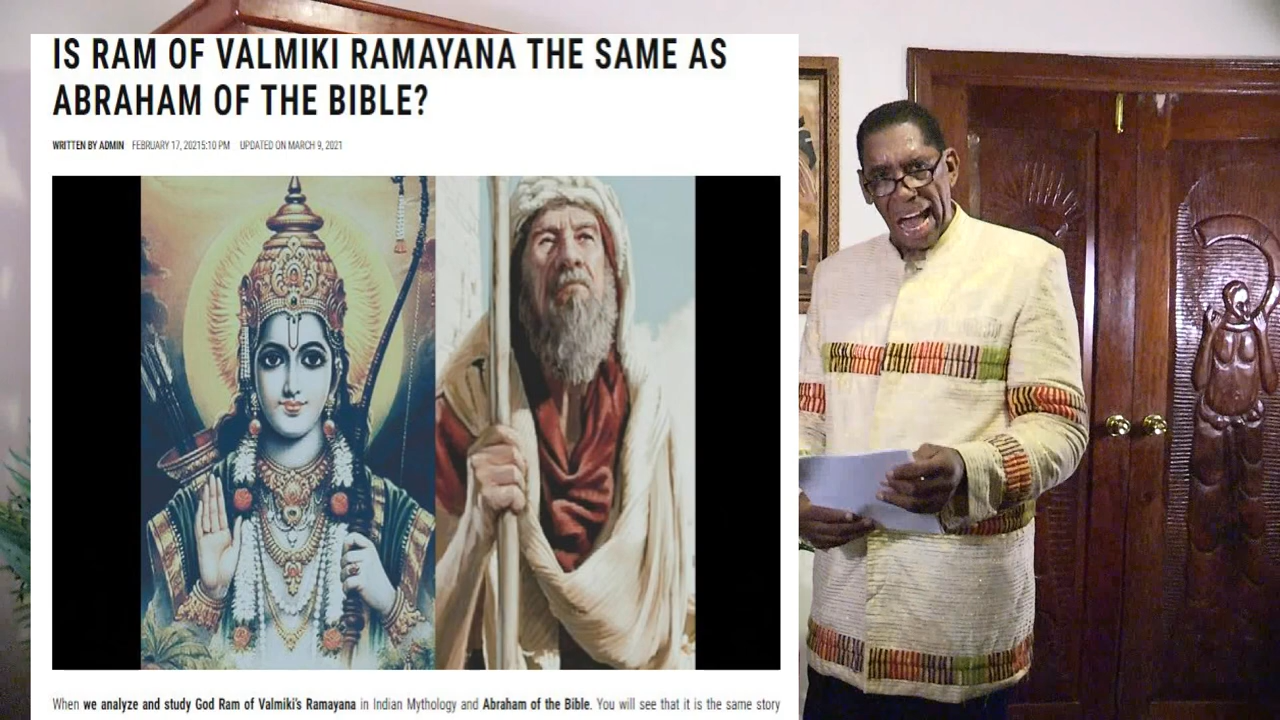 IS RAM OF VALMIKI RAMAYANA THE SAME AS
ABRAHAM OF THE BIBLE?
WRITTEN BY ADMIN FEBRUARY 17, 20215:10 PM UPDATED ON MARCH 9, 2021
When we analyze and study God Ram of Valmiki's Ramayana in Indian Mythology and Abraham of the Bible. You will see that it is the same story